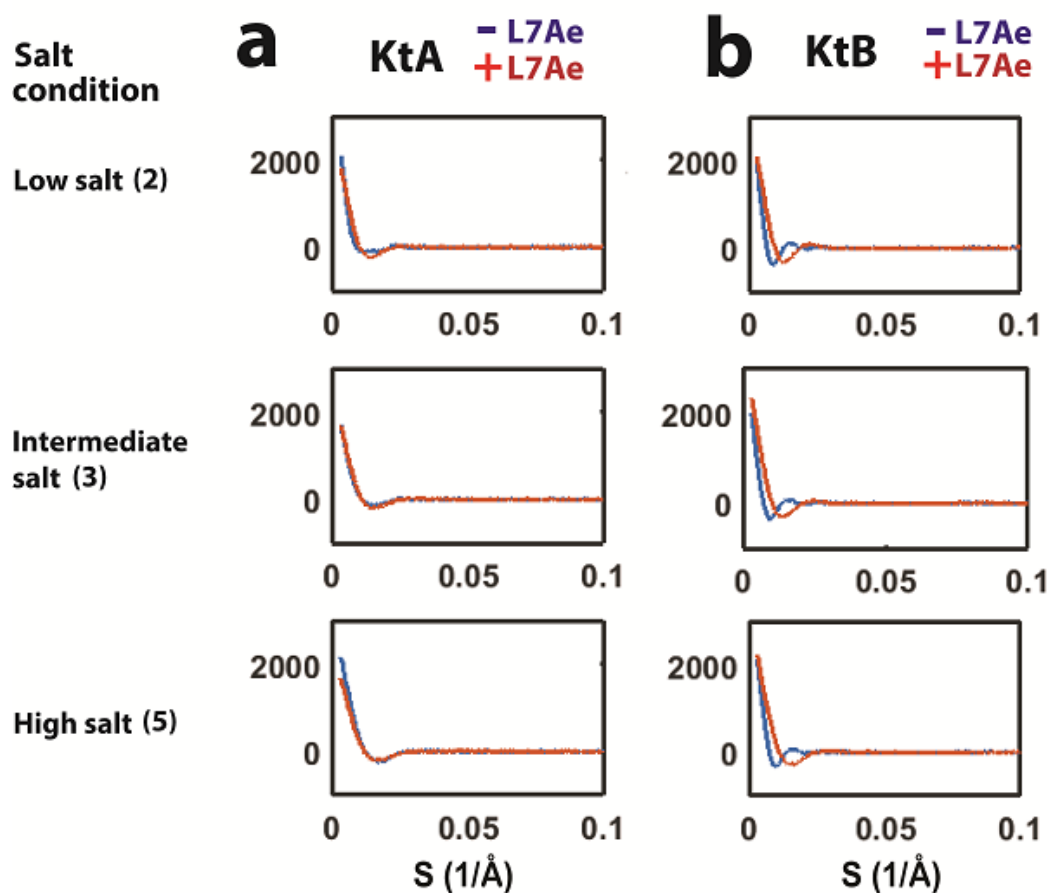 Salt
condition
a KtA - L7Ae
+ L7Ae
b KtB - L7Ae
+L7Ae
Low salt (2)
2000
0
0 0.05 0.1
2000
0
0 0.05 0.1
Intermediate
salt (3)
2000
0
0 0.05 0.1
2000
0
0 0.05 0.1
High salt (5)
2000
0
0 0.05 0.1
S (1/Å)
2000
0
0 0.05 0.1
S (1/Å)